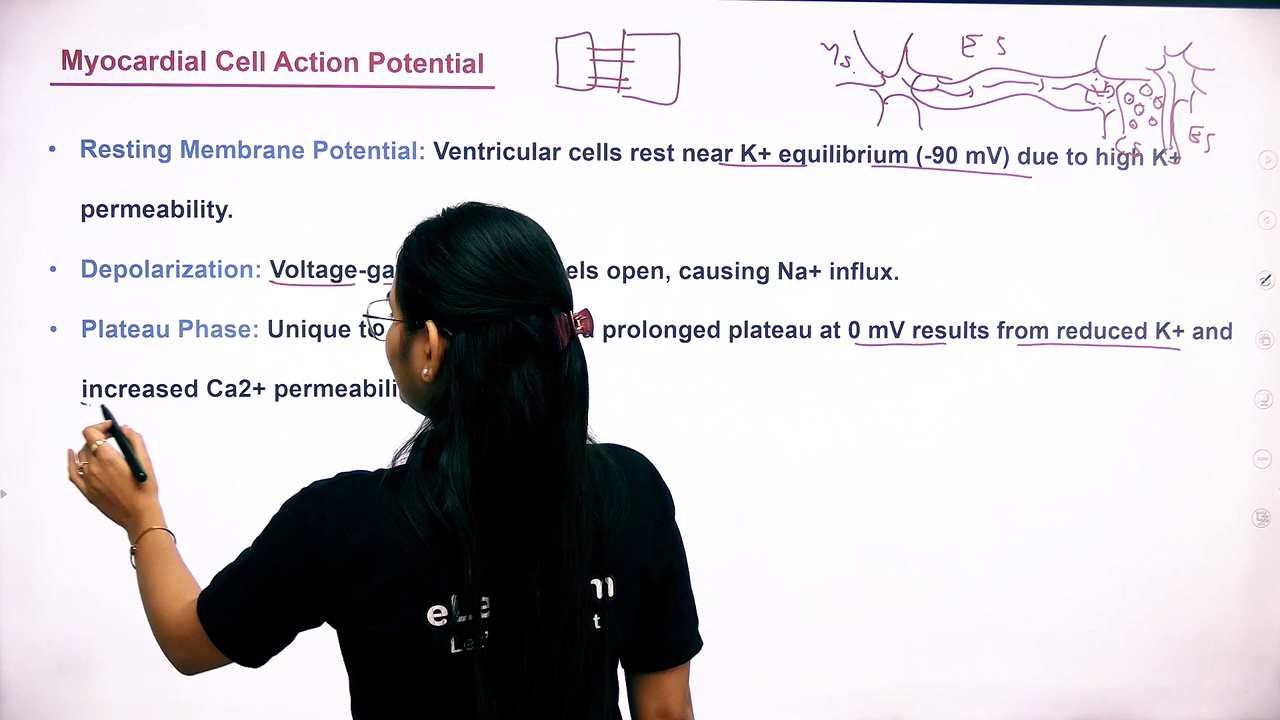 Myocardial Cell Action Potential
ES
• Resting Membrane Potential: Ventricular cells rest near K+ equilibrium (-90 mV) due to high K+
ES
permeability.
• Depolarization: Voltage-ga els open, causing Na+ influx.
• Plateau Phase: Unique to prolonged plateau at 0 mV results from reduced K+ and
increased Ca2+ permeabili